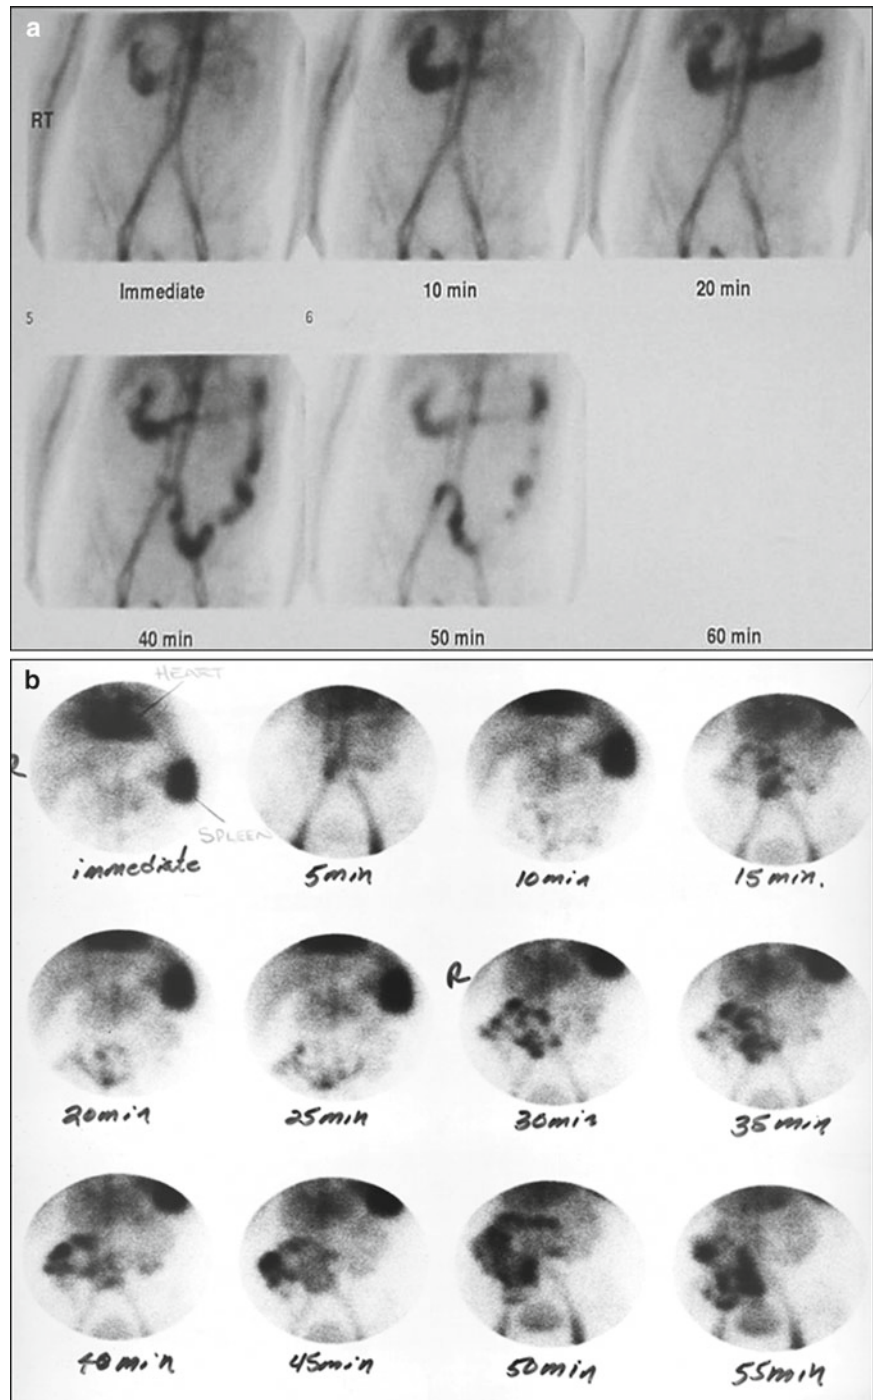 a
RT
Immediate 10 min 20 min
5 6
40 min 50 min 60 min
b
HEART
R
SPLEEN
immediate 5min 10min 15min.
R
20min 25min 30min 35min
40min 45min 50min 55min